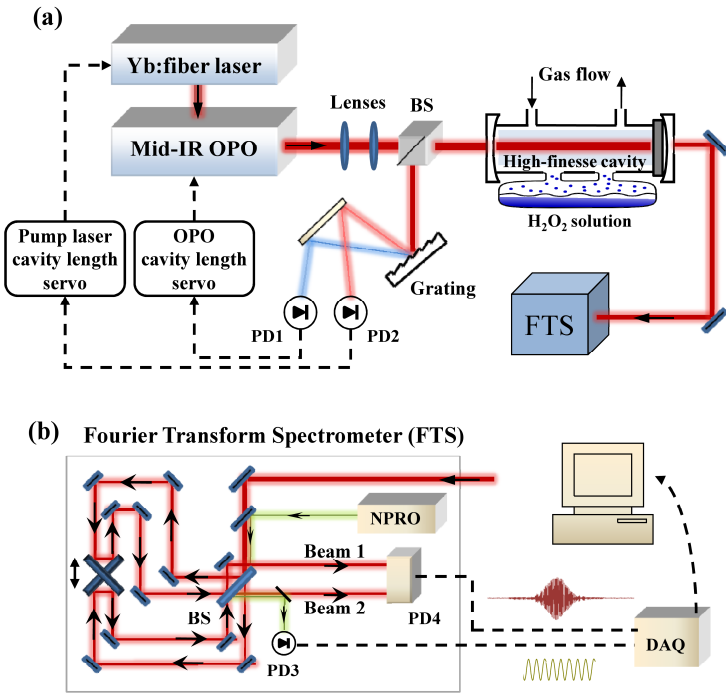 (a)
Yb:fiber laser
Mid-IR OPO
Lenses
BS
Gas flow
High-finesse cavity
H₂O₂ solution
Pump laser
cavity length
servo
OPO
cavity length
servo
Grating
PD1
PD2
FTS
(b)
Fourier Transform Spectrometer (FTS)
NPRO
Beam 1
BS
Beam 2
PD4
PD3
DAQ